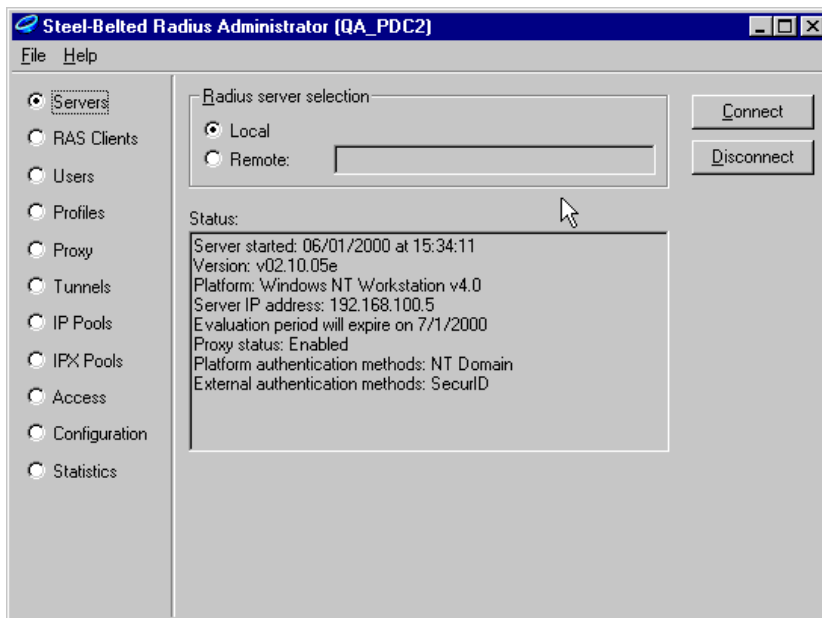 Steel-Belted Radius Administrator (QA_PDC2)
File Help
Servers
RAS Clients
Users
Profiles
Proxy
Tunnels
IP Pools
IPX Pools
Access
Configuration
Statistics
Radius server selection
Local
Remote:
Connect
Disconnect
Status:
Server started: 06/01/2000 at 15:34:11
Version: v02.10.05e
Platform: Windows NT Workstation v4.0
Server IP address: 192.168.100.5
Evaluation period will expire on 7/1/2000
Proxy status: Enabled
Platform authentication methods: NT Domain
External authentication methods: SecurID